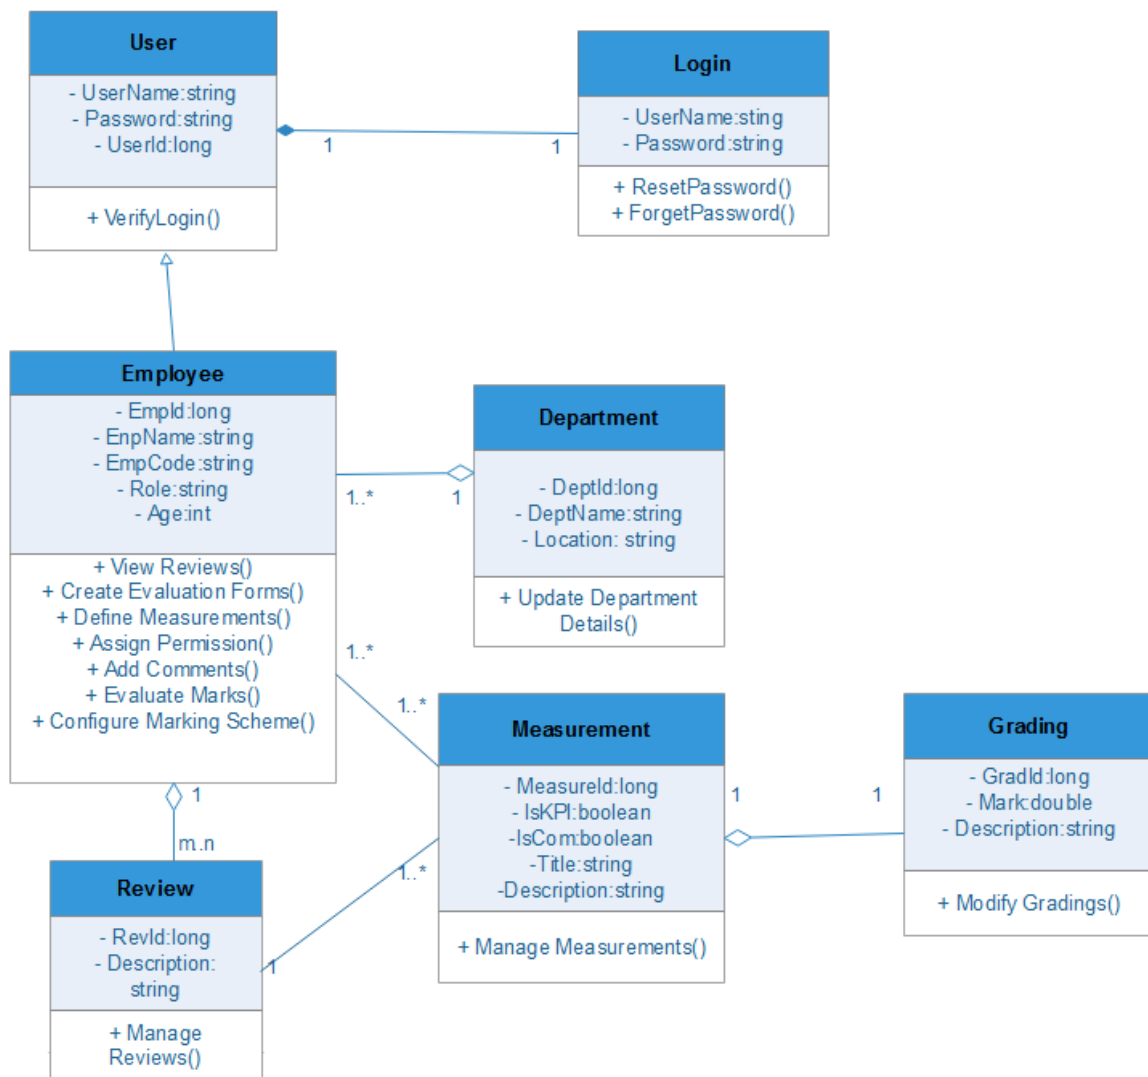 User
- UserName:string
- Password:string
- UserId:long
+ VerifyLogin()
1
1
Login
- UserName:sting
- Password:string
+ ResetPassword()
+ ForgetPassword()
Employee
- EmpId:long
- EnpName:string
- EmpCode:string
- Role:string
- Age:int
+ View Reviews()
+ Create Evaluation Forms()
+ Define Measurements()
+ Assign Permission()
+ Add Comments()
+ Evaluate Marks()
+ Configure Marking Scheme()
1..*
1
Department
- DeptId:long
- DeptName:string
- Location: string
+ Update Department
Details()
1..*
1..*
Measurement
- MeasureId:long
- IsKPI:boolean
-IsCom:boolean
-Title:string
-Description:string
+ Manage Measurements()
1
1
Grading
- GradId:long
- Mark:double
- Description:string
+ Modify Gradings()
1
m..n
Review
- RevId:long
- Description:
string
+ Manage
Reviews()
1..*
1